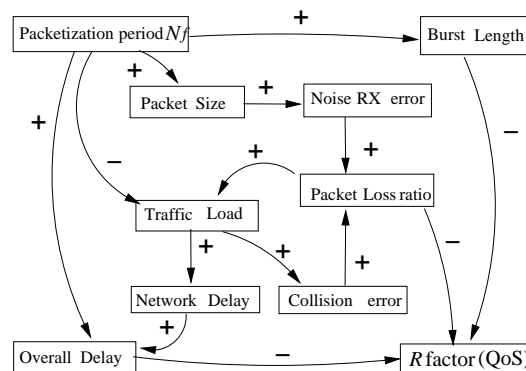 Packetization period Nf
+
Burst Length
+
Packet Size
+
Noise RX error
+
−
+
+
Packet Loss ratio
−
−
Traffic Load
+
+
+
Network Delay
Collision error
+
Overall Delay
−
R factor (QoS)